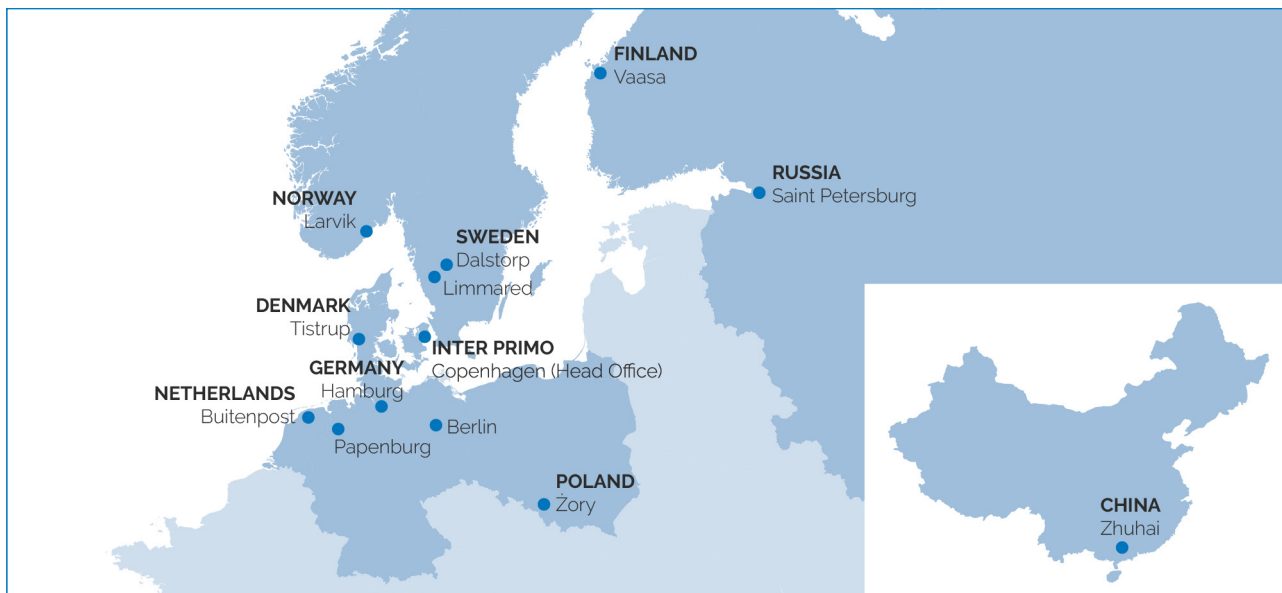 FINLAND
Vaasa
RUSSIA
Saint Petersburg
NORWAY
Larvik
SWEDEN
Dalstorp
Limmared
DENMARK
Tistrup
INTER PRIMO
Copenhagen (Head Office)
GERMANY
Hamburg
NETHERLANDS
Buitenpost
Berlin
Papenburg
POLAND
Żory
CHINA
Zhuhai